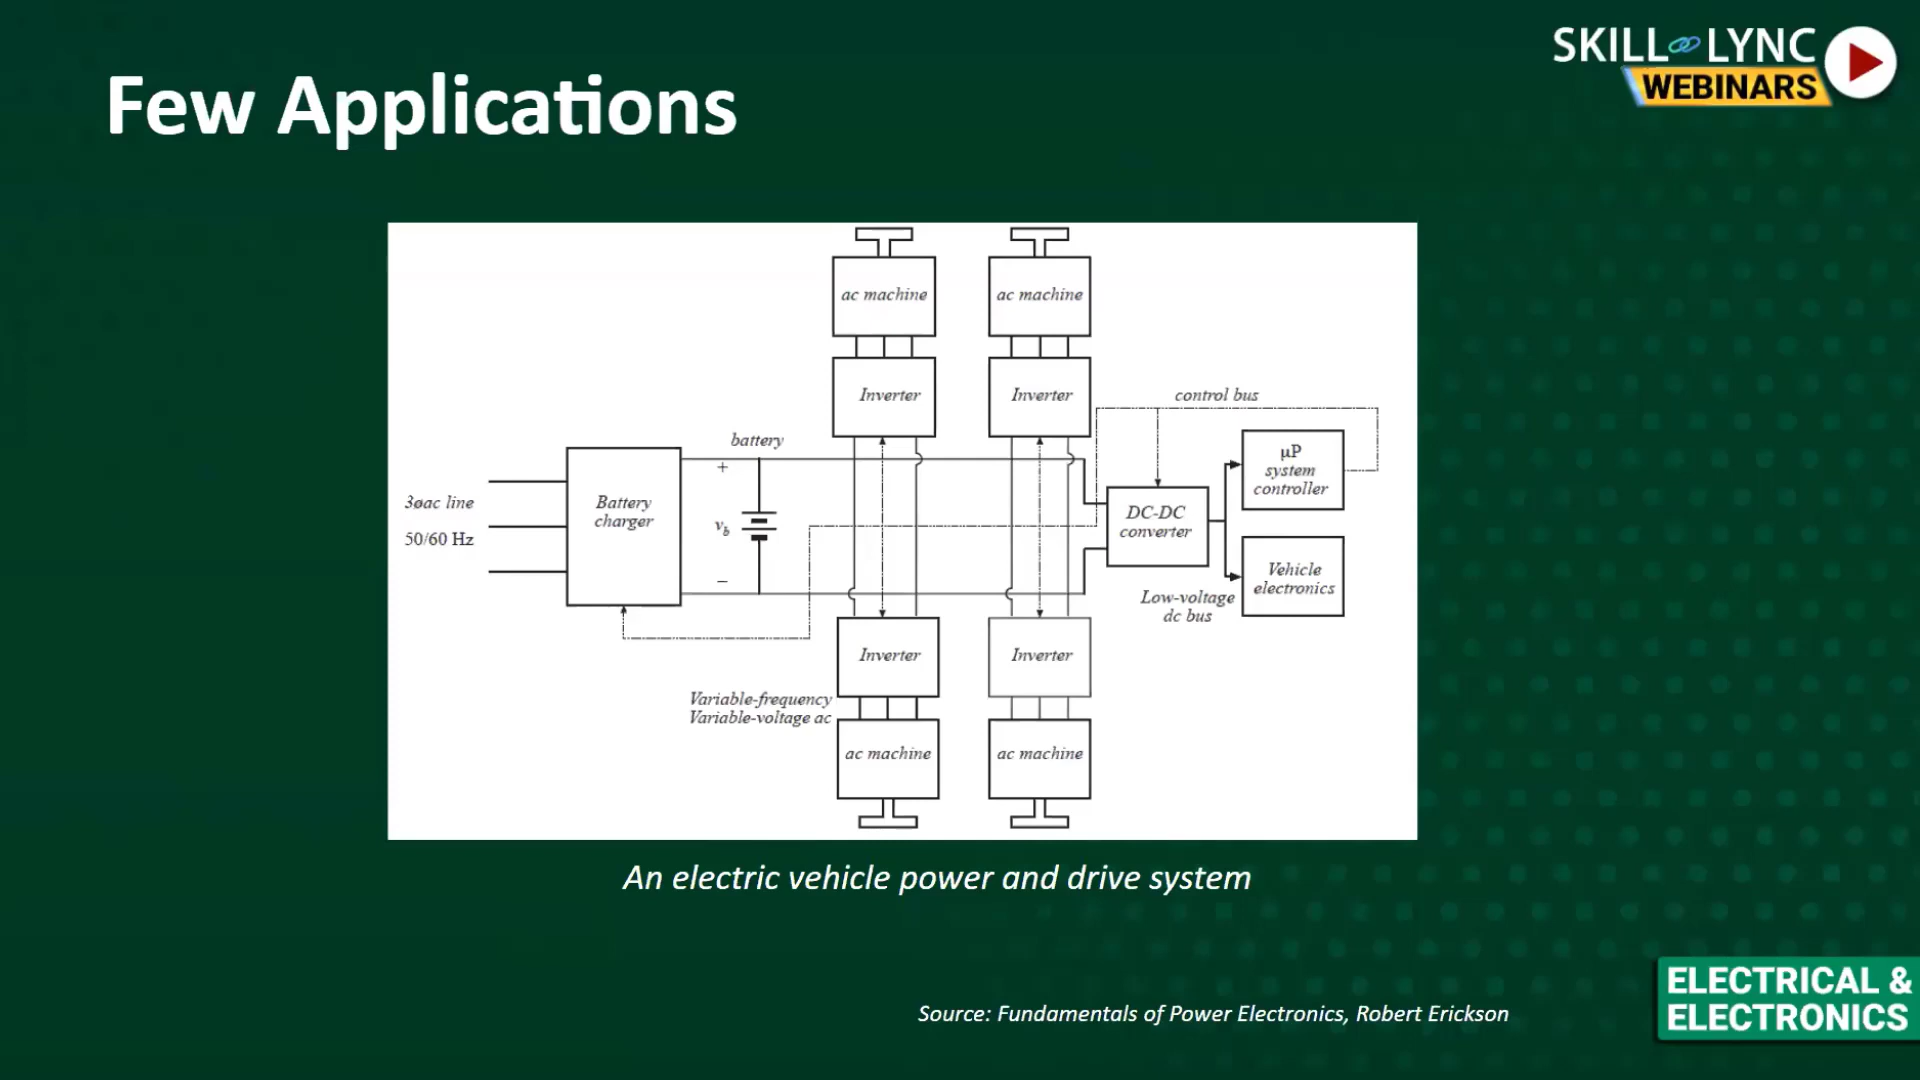 SKILL LYNC
WEBINARS
Few Applications
ac machine
ac machine
Inverter
Inverter
control bus
battery
+
µP
system
controller
3øac line
50/60 Hz
Battery
charger
vb
DC-DC
converter
−
Vehicle
electronics
Low-voltage
dc bus
Inverter
Inverter
Variable-frequency
Variable-voltage ac
ac machine
ac machine
An electric vehicle power and drive system
Source: Fundamentals of Power Electronics, Robert Erickson
ELECTRICAL &
ELECTRONICS